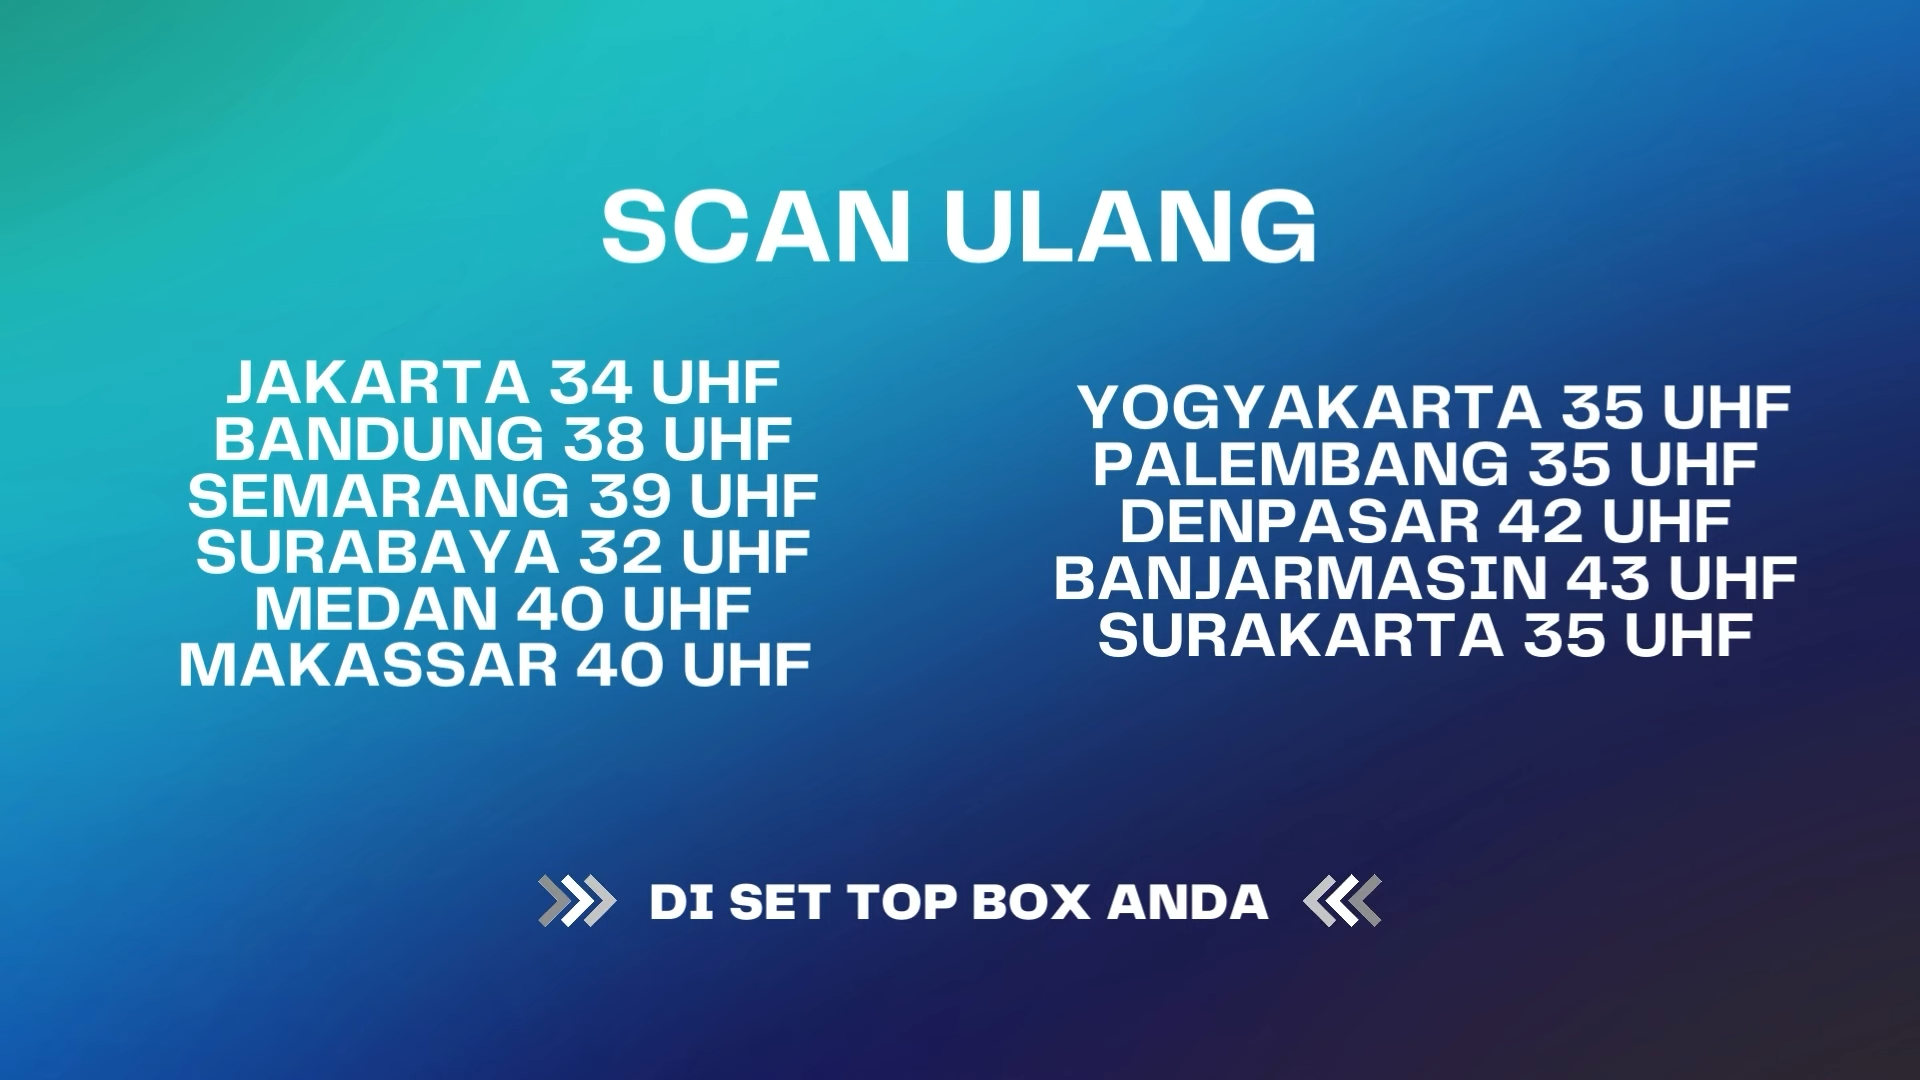 SCAN ULANG
JAKARTA 34 UHF
BANDUNG 38 UHF
SEMARANG 39 UHF
SURABAYA 32 UHF
MEDAN 40 UHF
MAKASSAR 40 UHF
YOGYAKARTA 35 UHF
PALEMBANG 35 UHF
DENPASAR 42 UHF
BANJARMASIN 43 UHF
SURAKARTA 35 UHF
DI SET TOP BOX ANDA